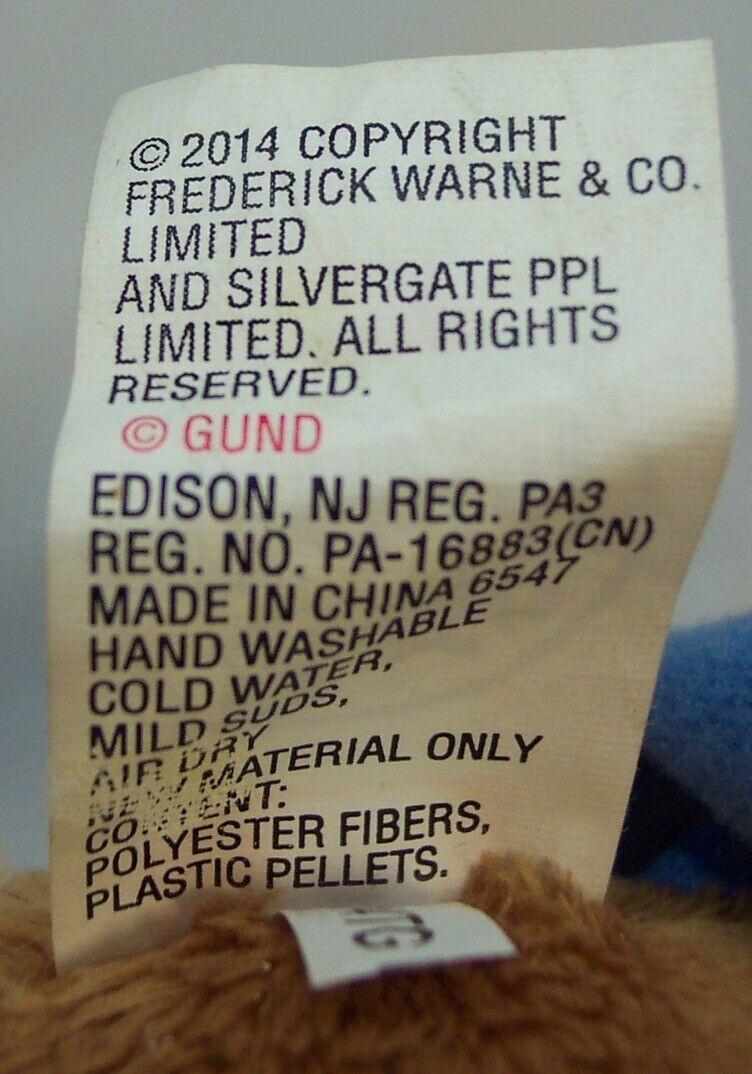 © 2014 COPYRIGHT
FREDERICK WARNE & CO.
LIMITED
AND SILVERGATE PPL
LIMITED. ALL RIGHTS
RESERVED.
© GUND
EDISON, NJ REG. PA3
REG. NO. PA-16883(CN)
MADE IN CHINA 6547
HAND WASHABLE
COLD WATER,
MILD SUDS,
AIR DRY
NEW MATERIAL ONLY
CONTENT:
POLYESTER FIBERS,
PLASTIC PELLETS.